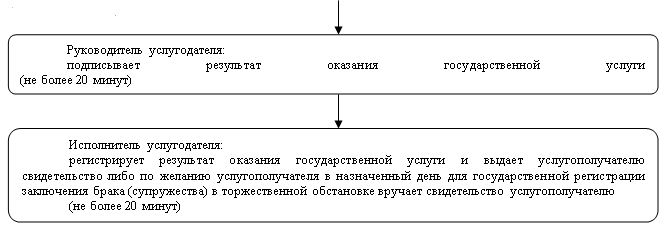 Руководитель услугодателя:
подписывает результат оказания государственной услуги
(не более 20 минут)
Исполнитель услугодателя:
регистрирует результат оказания государственной услуги и выдает услугополучателю
свидетельство либо по желанию услугополучателя в назначенный день для государственной регистрации
заключения брака (супружества) в торжественной обстановке вручает свидетельство услугополучателю
(не более 20 минут)